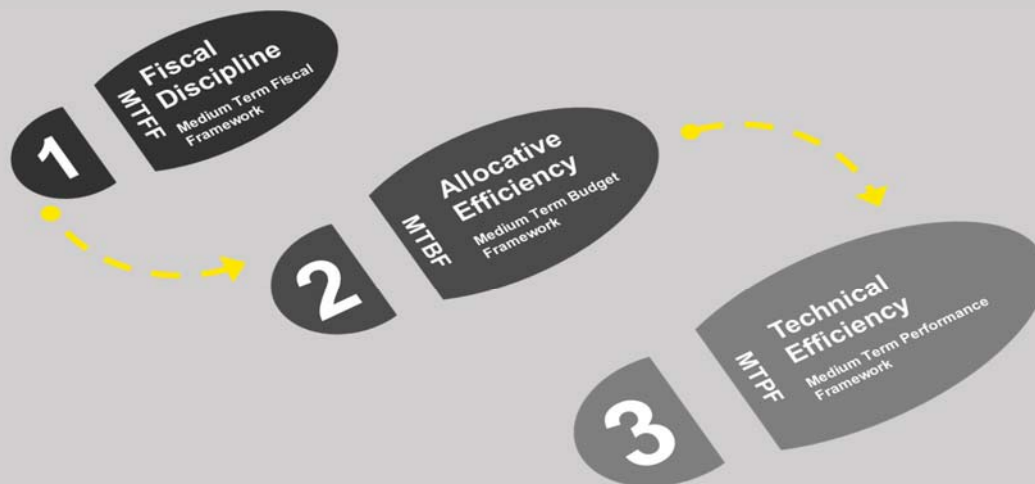 1
MTFF
Fiscal
Discipline
Medium Term Fiscal
Framework
2
MTBF
Allocative
Efficiency
Medium Term Budget
Framework
3
MTPF
Technical
Efficiency
Medium Term Performance
Framework